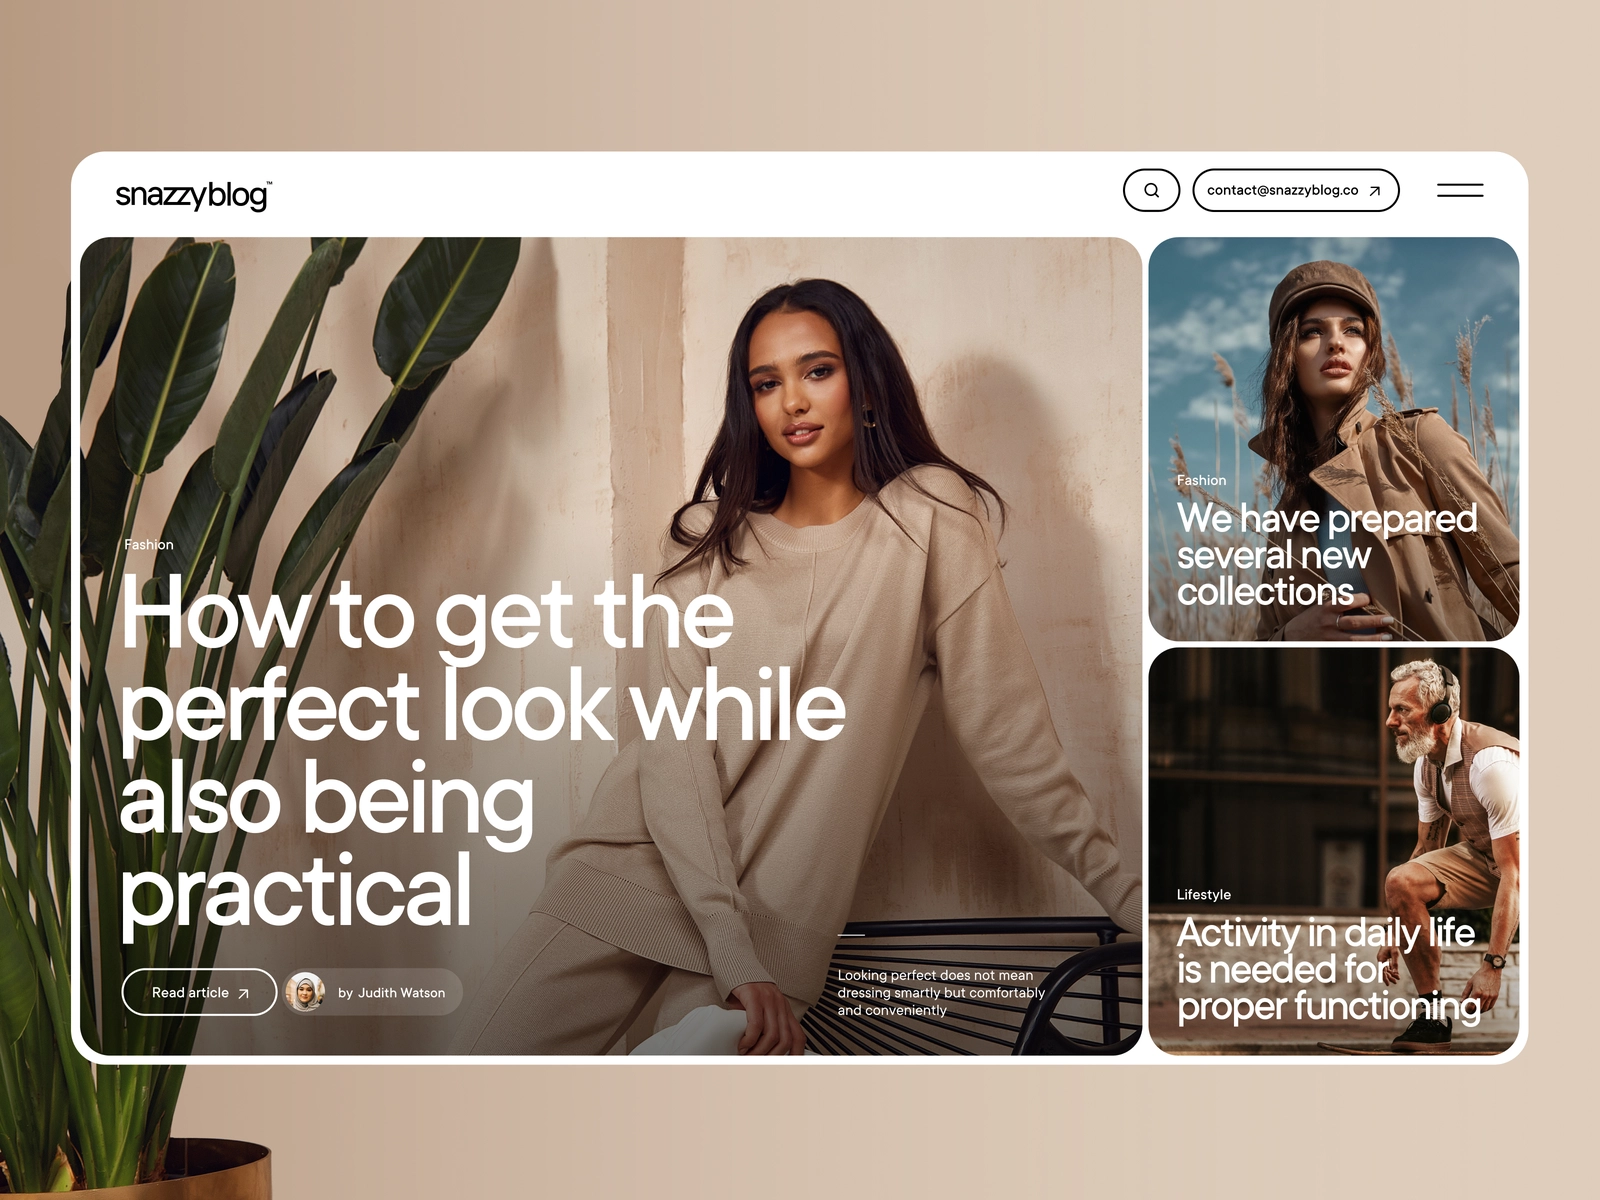 snazzyblog™
contact@snazzyblog.co
Fashion
How to get the
perfect look while
also being
practical
Read article
by Judith Watson
Looking perfect does not mean
dressing smartly but comfortably
and conveniently
Fashion
We have prepared
several new
collections
Lifestyle
Activity in daily life
is needed for
proper functioning